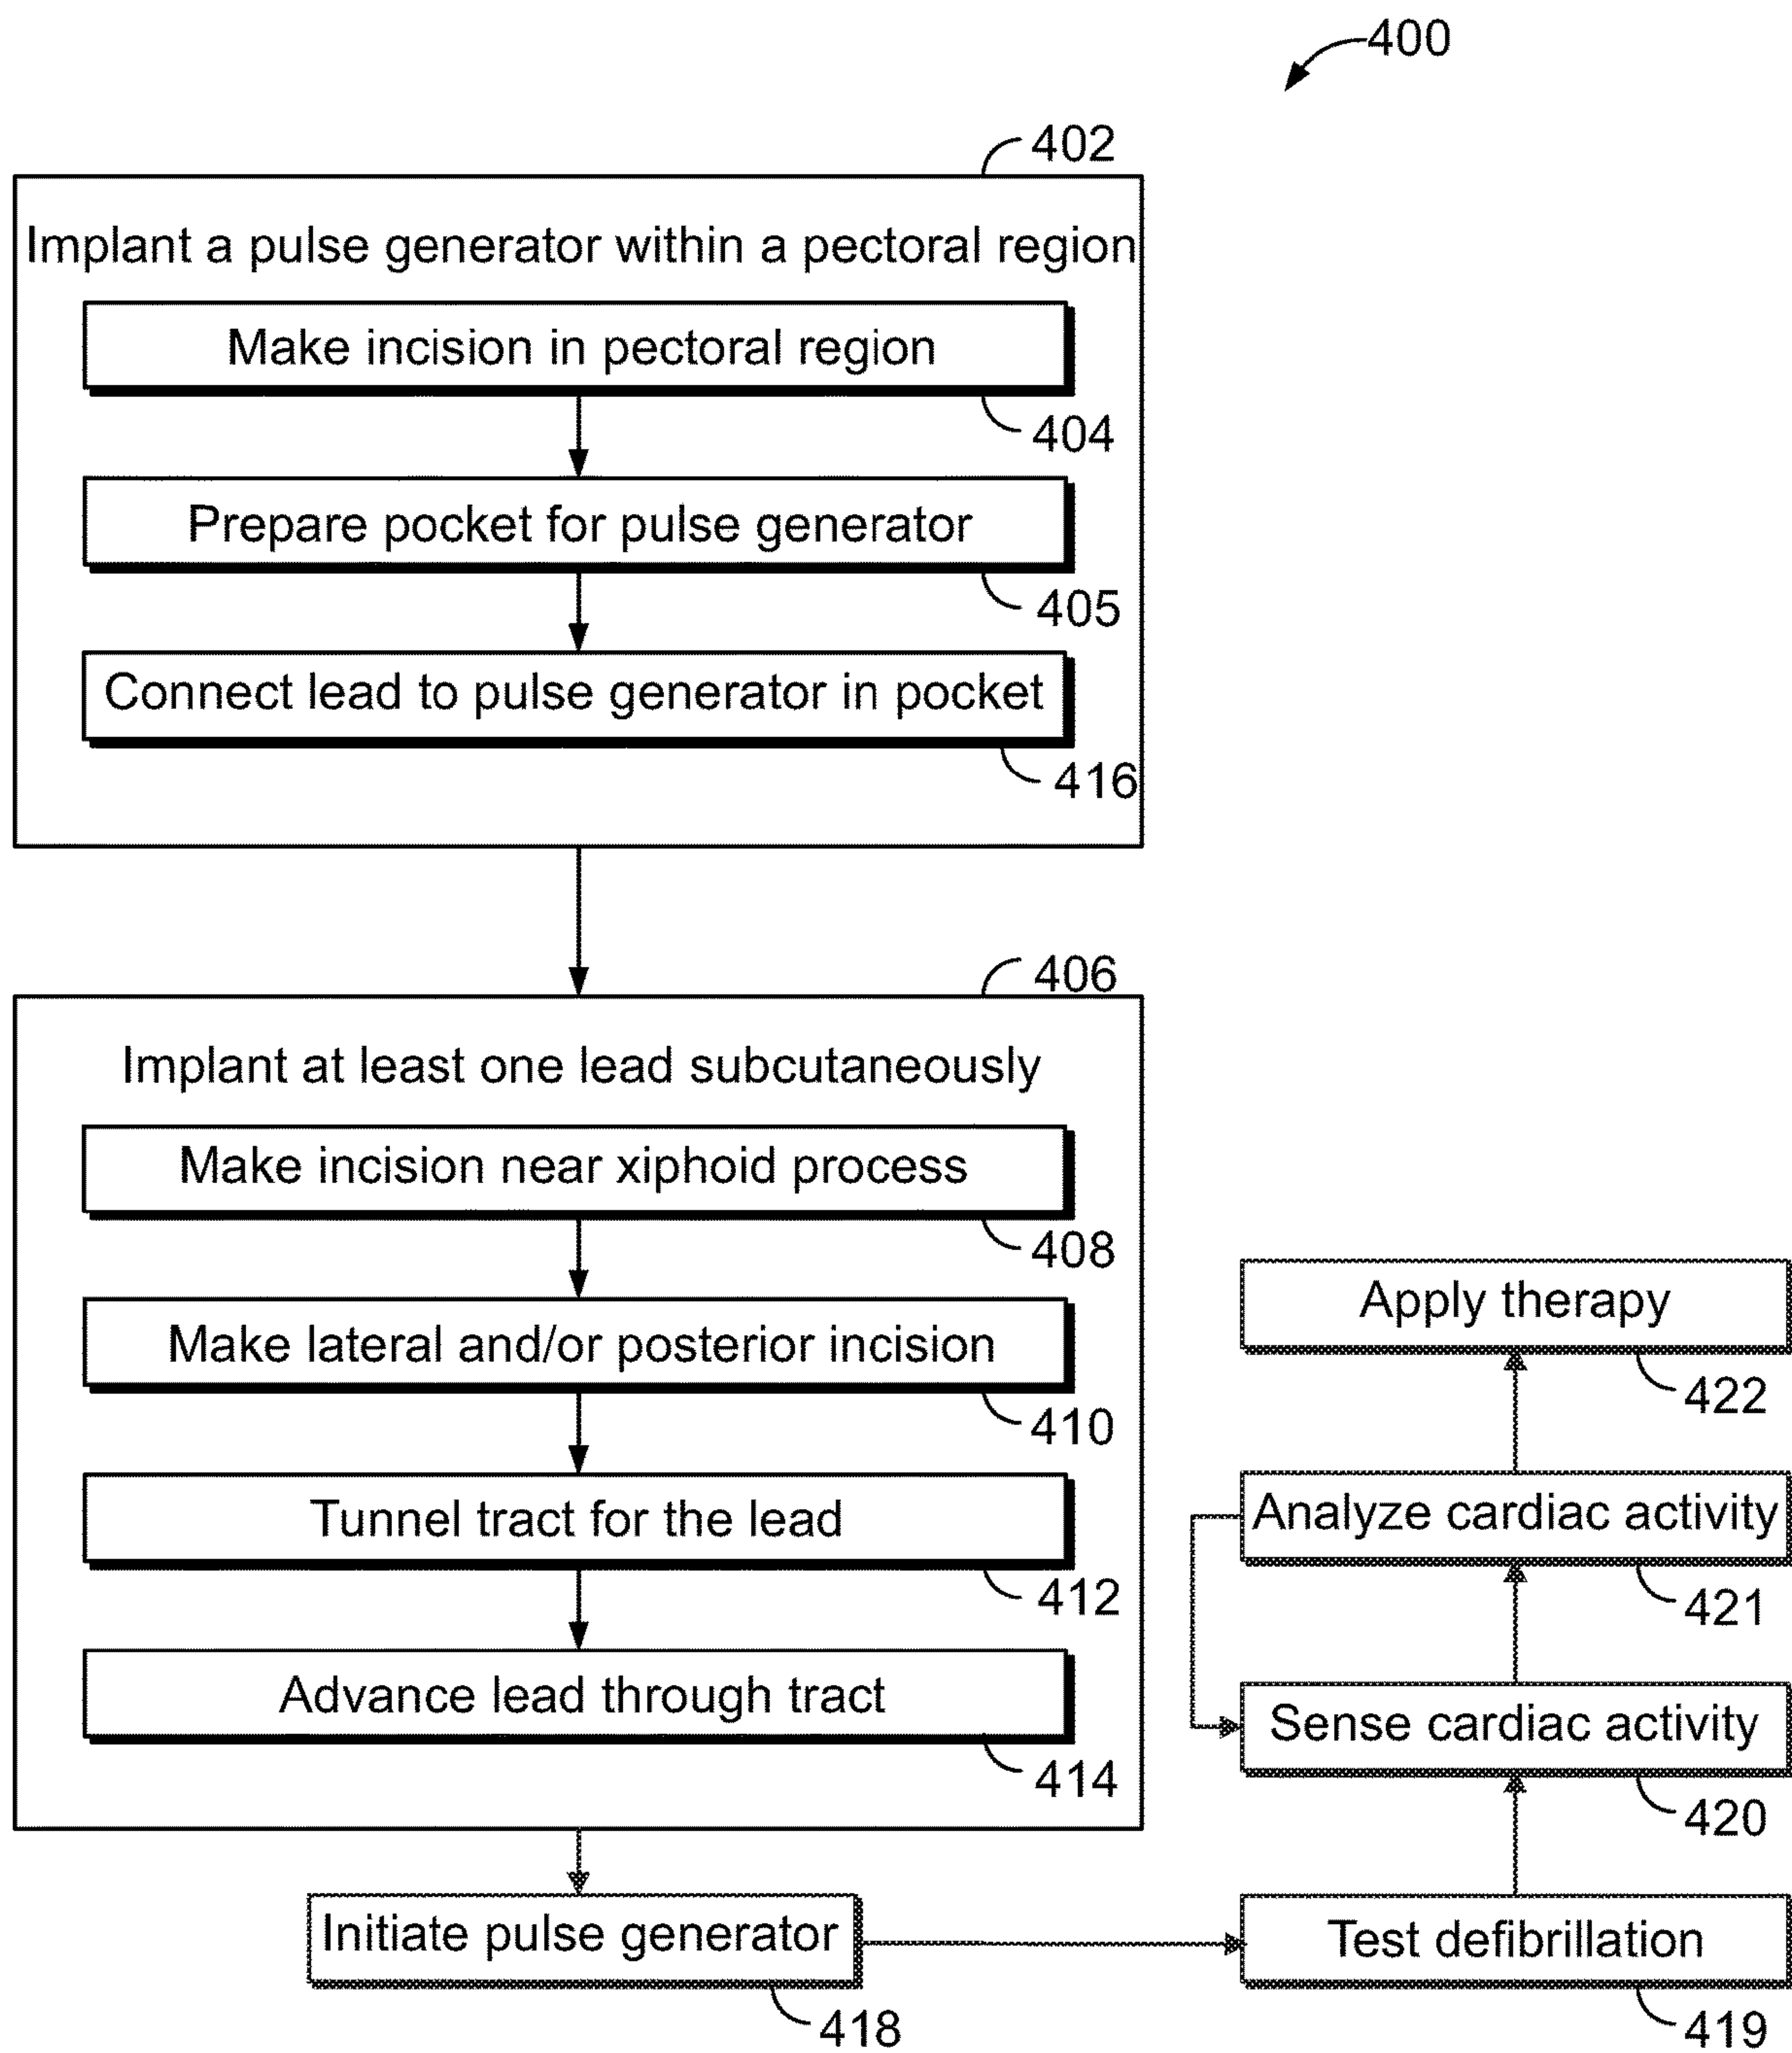 400
402
Implant a pulse generator within a pectoral region
Make incision in pectoral region
404
Prepare pocket for pulse generator
405
Connect lead to pulse generator in pocket
416
406
Implant at least one lead subcutaneously
Make incision near xiphoid process
408
Make lateral and/or posterior incision
410
Tunnel tract for the lead
412
Advance lead through tract
414
Initiate pulse generator
418
Test defibrillation
419
Sense cardiac activity
420
Analyze cardiac activity
421
Apply therapy
422